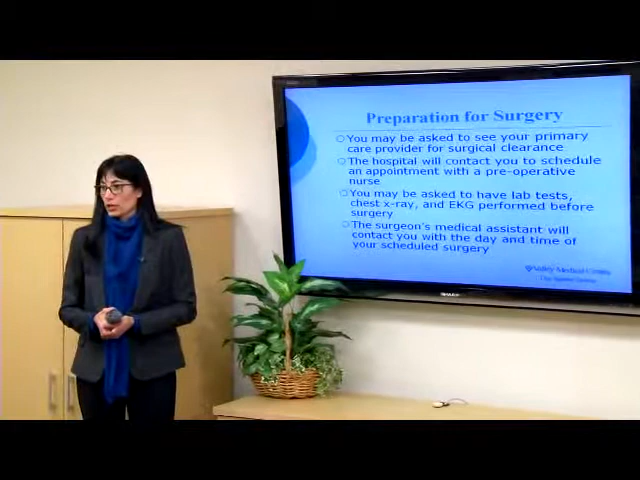 Preparation for Surgery
You may be asked to see your primary
care provider for surgical clearance
The hospital will contact you to schedule
an appointment with a pre-operative
nurse
You may be asked to have lab tests,
chest x-ray, and EKG performed before
surgery
The surgeon's medical assistant will
contact you with the day and time of
your scheduled surgery
Valley Medical Center
SHARP